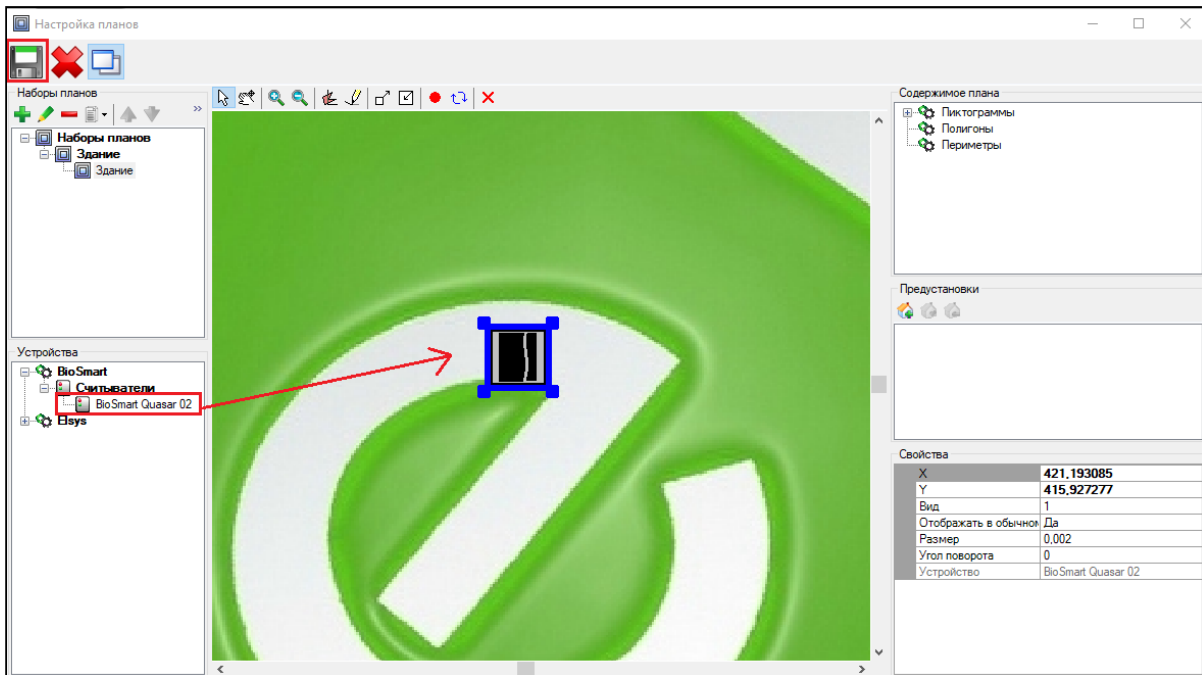 Настройка планов
Наборы планов
Наборы планов
Здание
Здание
Устройства
BioSmart
Считыватели
BioSmart Quasar 02
Elsys
Содержимое плана
Пиктограммы
Полигоны
Периметры
Предустановки
Свойства
X 421,193085
Y 415,927277
Вид 1
Отображать в обычном Да
Размер 0,002
Угол поворота 0
Устройство BioSmart Quasar 02